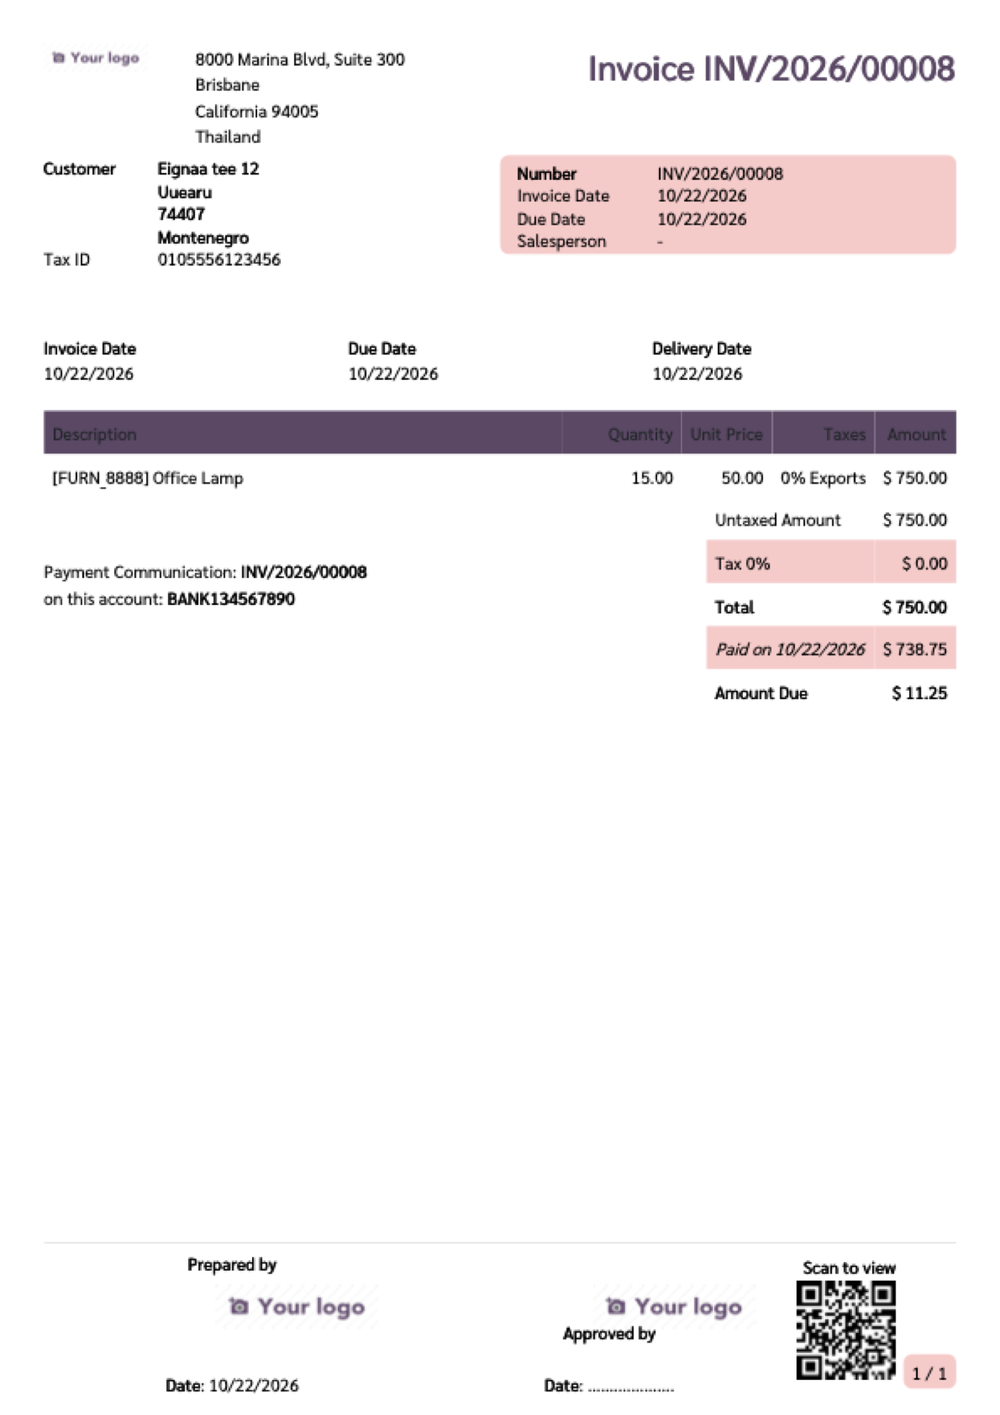 Your logo
8000 Marina Blvd, Suite 300
Brisbane
California 94005
Thailand
Invoice INV/2026/00008
Customer Eignaa tee 12
Uuearu
74407
Montenegro
Tax ID 0105556123456
Number INV/2026/00008
Invoice Date 10/22/2026
Due Date 10/22/2026
Salesperson -
Invoice Date Due Date Delivery Date
10/22/2026 10/22/2026 10/22/2026
Description Quantity Unit Price Taxes Amount
[FURN_8888] Office Lamp 15.00 50.00 0% Exports $ 750.00
Untaxed Amount $ 750.00
Tax 0% $ 0.00
Total $ 750.00
Paid on 10/22/2026 $ 738.75
Amount Due $ 11.25
Payment Communication: INV/2026/00008
on this account: BANK134567890
Prepared by
Your logo
Date: 10/22/2026
Your logo
Approved by
Date: .....................
Scan to view
1 / 1